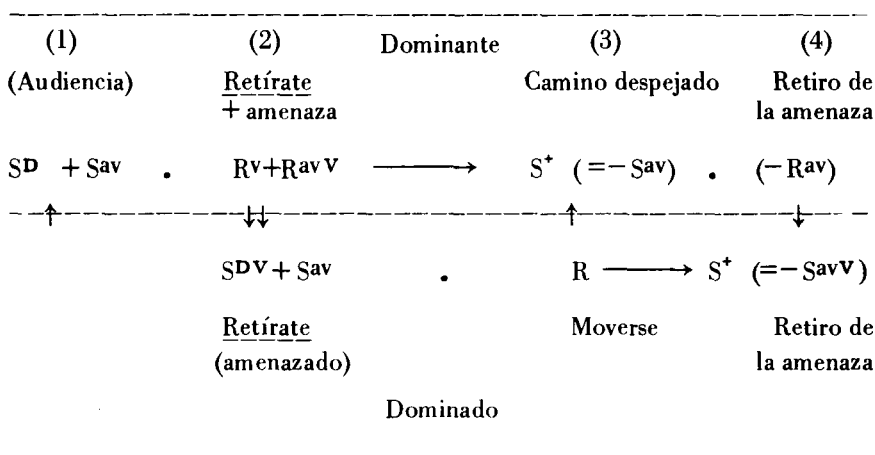 (1) (2) Dominante (3) (4)
(Audiencia) Retírate Camino despejado Retiro de
+ amenaza la amenaza
SD + Sav . Rv+Rav V ⟶ S+ (=− Sav) . (−Rav)
↑ ↓↓ ↑ ↓
SDV+ Sav . R ⟶ S+ (=− SavV)
Retírate Moverse Retiro de
(amenazado) la amenaza
Dominado